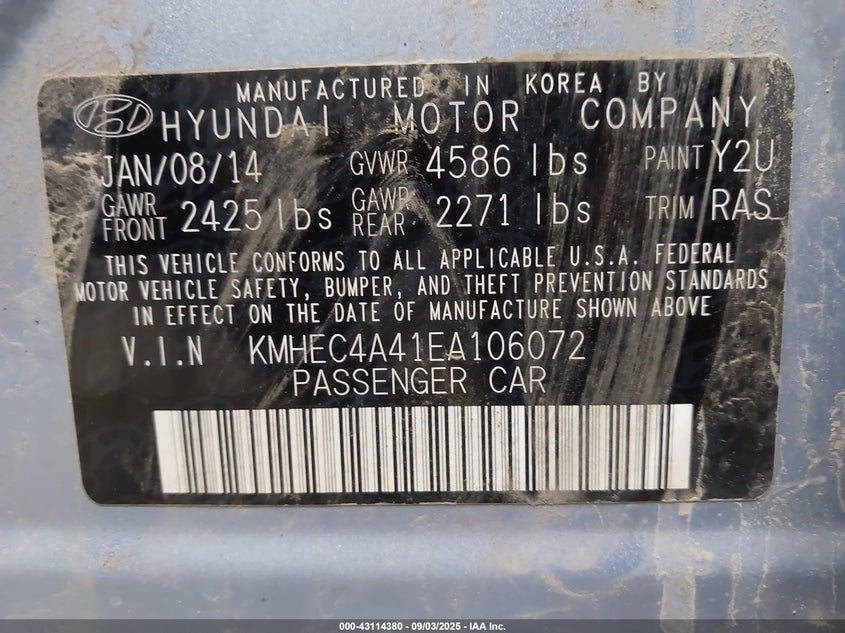 MANUFACTURED IN KOREA BY
HYUNDAI MOTOR COMPANY
JAN/08/14 GVWR 4586 lbs PAINT Y2U
GAWR FRONT 2425 lbs GAWR REAR 2271 lbs TRIM RAS
THIS VEHICLE CONFORMS TO ALL APPLICABLE U.S.A. FEDERAL
MOTOR VEHICLE SAFETY, BUMPER, AND THEFT PREVENTION STANDARDS
IN EFFECT ON THE DATE OF MANUFACTURE SHOWN ABOVE
V.I.N KMHEC4A41EA106072
PASSENGER CAR
000-43114380 - 09/03/2025 - IAA Inc.